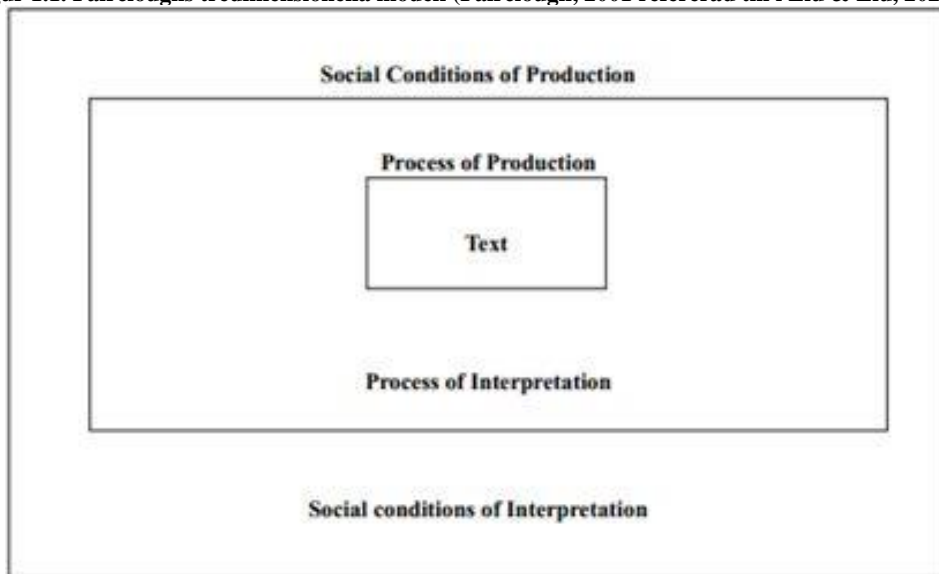 Social Conditions of Production
Process of Production
Text
Process of Interpretation
Social conditions of Interpretation